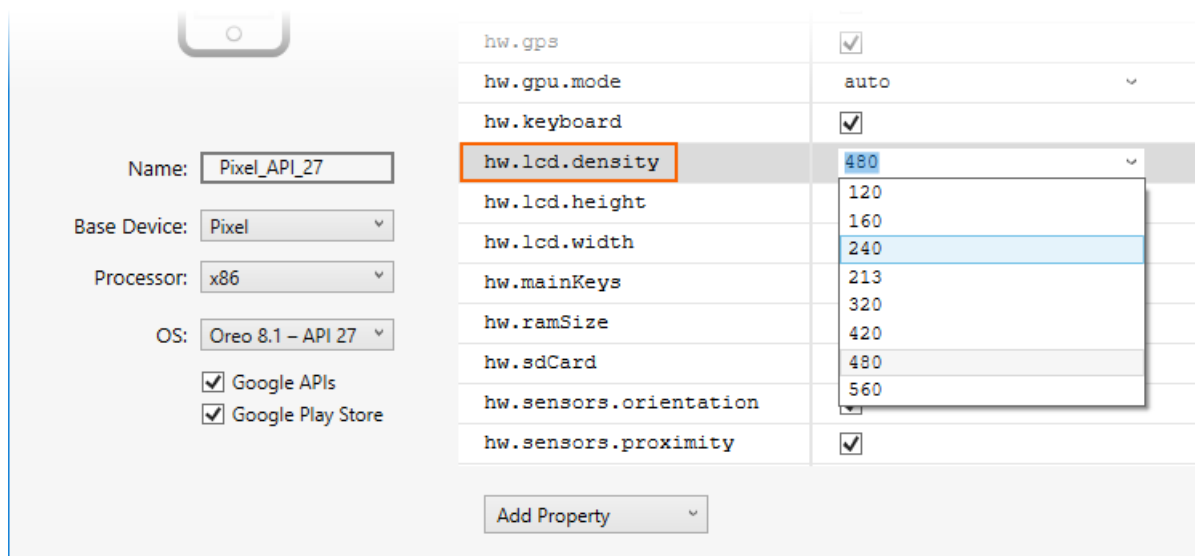 hw.gps
hw.gpu.mode auto
hw.keyboard
Name: Pixel_API_27
hw.lcd.density 480
120
hw.lcd.height
160
Base Device: Pixel
hw.lcd.width
240
Processor: x86
hw.mainKeys
213
320
OS: Oreo 8.1 – API 27
hw.ramSize
420
hw.sdCard
480
Google APIs
560
hw.sensors.orientation
Google Play Store
hw.sensors.proximity
Add Property